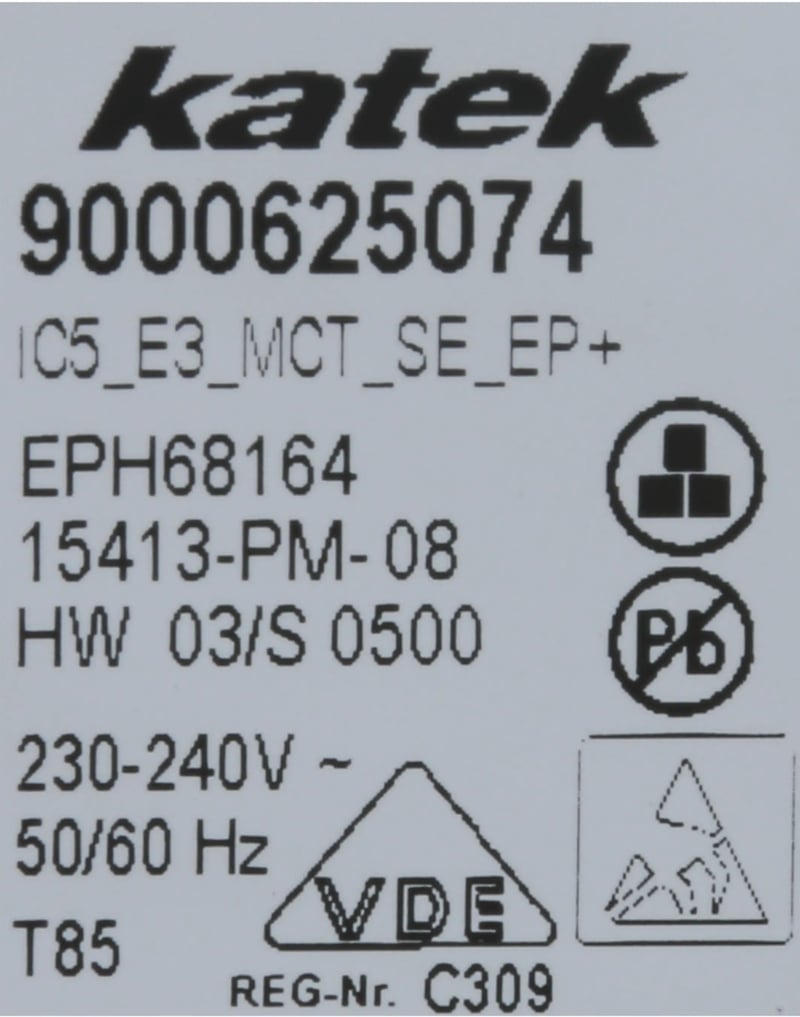 katek
9000625074
IC5_E3_MCT_SE_EP+
EPH68164
15413-PM-08
HW 03/S 0500
Pb
230-240V ~
50/60 Hz
VDE
T85
REG-Nr. C309